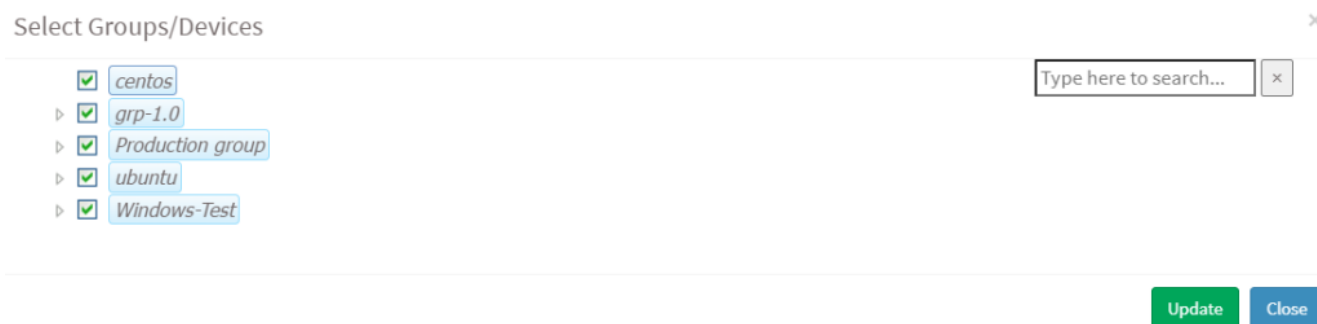 Select Groups/Devices
×
centos
Type here to search...
×
grp-1.0
Production group
ubuntu
Windows-Test
Update
Close